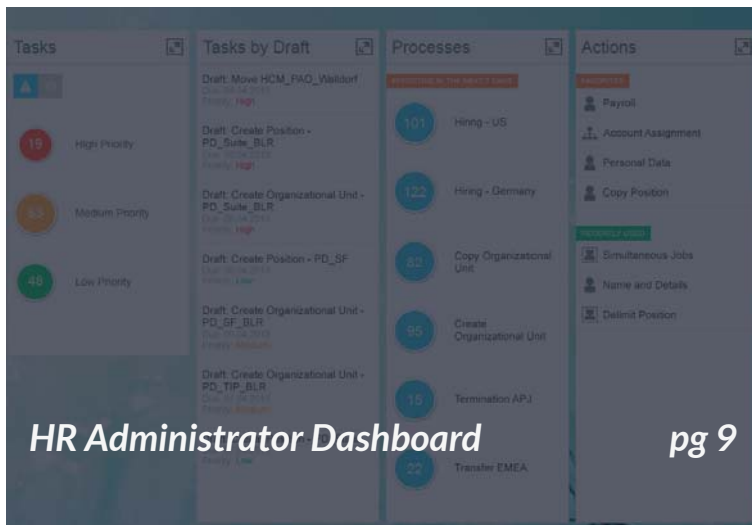 Tasks
19 High Priority
Medium Priority
48 Low Priority
Tasks by Draft
Draft: Move HCM_PAO_Walldorf
Priority: High
Draft: Create Position -
PD_Suite_BLR
Priority: High
Draft: Create Organizational Unit -
PD_Suite_BLR
Priority: High
Draft: Create Position - PD_SF
Priority: Low
Draft: Create Organizational Unit -
PD_SF_BLR
Priority: Medium
Draft: Create Organizational Unit -
PD_TIP_BLR
Priority: Medium
Priority: Low
Processes
101 Hiring - US
122 Hiring - Germany
82 Copy Organizational
Unit
95 Create
Organizational Unit
15 Termination APJ
22 Transfer EMEA
Actions
FAVORITES
Payroll
Account Assignment
Personal Data
Copy Position
RECENTLY USED
Simultaneous Jobs
Name and Details
Delimit Position
HR Administrator Dashboard pg 9